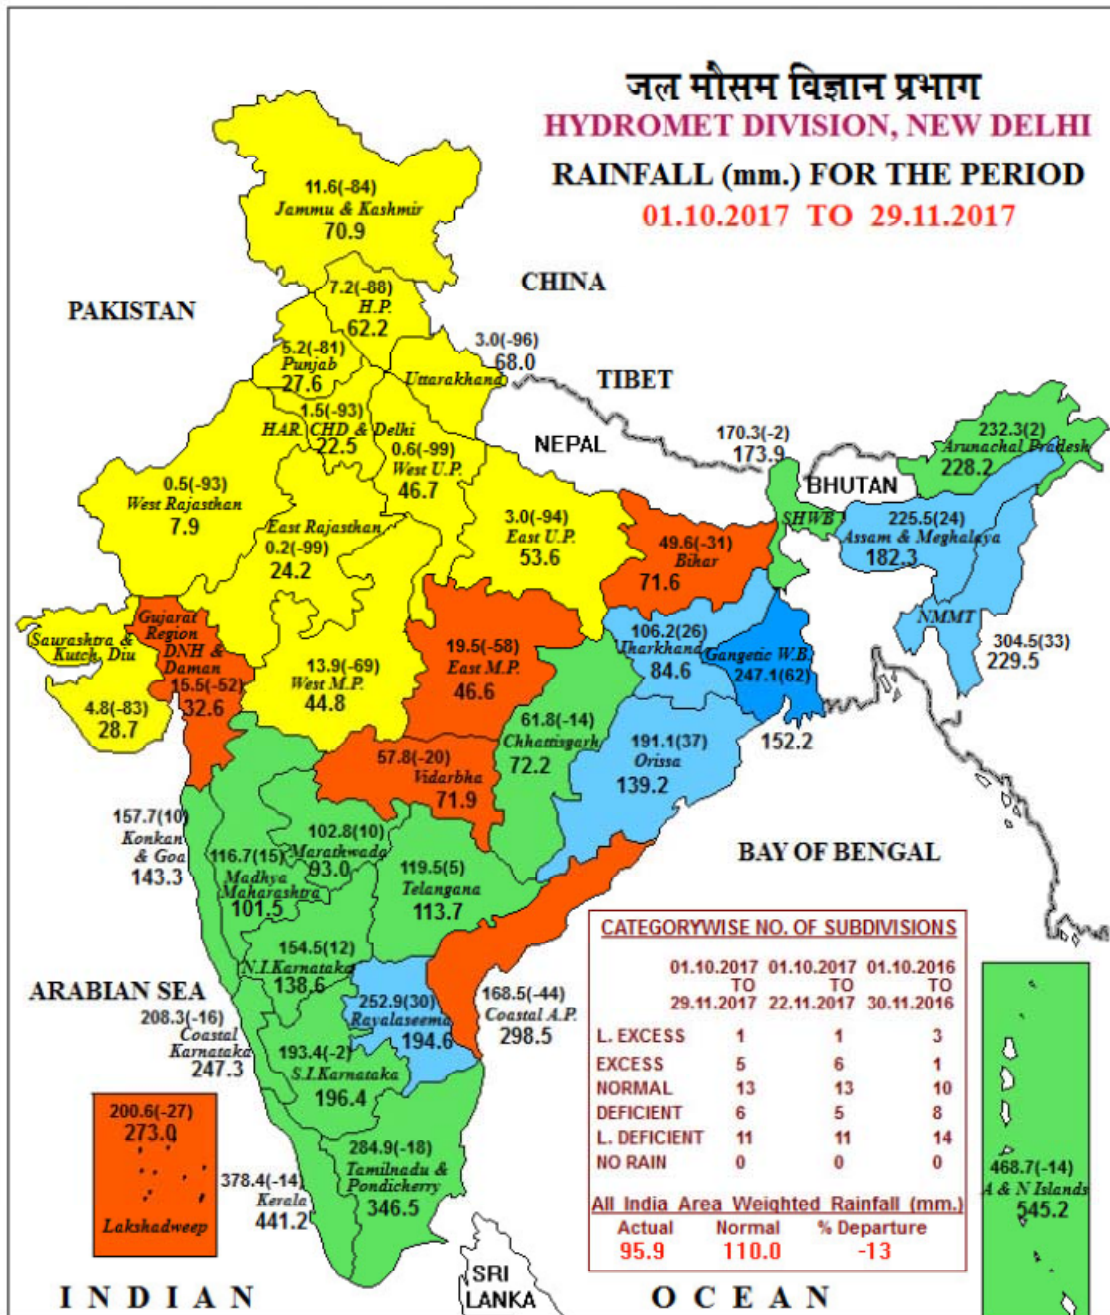 जल मौसम विज्ञान प्रभाग
HYDROMET DIVISION, NEW DELHI
RAINFALL (mm.) FOR THE PERIOD
01.10.2017 TO 29.11.2017
11.6(-84)
Jammu & Kashmir
70.9
CHINA
PAKISTAN
7.2(-88)
H.P.
62.2
5.2(-81)
Punjab
27.6
3.0(-96)
68.0
Uttarakhand
TIBET
1.5(-93)
HAR. CHD & Delhi
22.5
NEPAL
0.6(-99)
West U.P.
46.7
170.3(-2)
173.9
232.3(2)
Arunachal Pradesh
228.2
BHUTAN
0.5(-93)
West Rajasthan
7.9
East Rajasthan
0.2(-99)
24.2
3.0(-94)
East U.P.
53.6
49.6(-31)
Bihar
71.6
SHWB
225.5(24)
Assam & Meghalaya
182.3
NMMT
304.5(33)
229.5
Saurashtra &
Kutch, Diu
4.8(-83)
28.7
Gujarat
Region
DNH &
Daman
15.5(-52)
32.6
13.9(-69)
West M.P.
44.8
19.5(-58)
East M.P.
46.6
106.2(26)
Jharkhand
84.6
Gangetic W.B.
247.1(62)
152.2
61.8(-14)
Chhattisgarh
72.2
191.1(37)
Orissa
139.2
57.8(-20)
Vidarbha
71.9
157.7(10)
Konkan
& Goa
143.3
102.8(10)
Marathwada
93.0
116.7(15)
Madhya
Maharashtra
101.5
119.5(5)
Telangana
113.7
BAY OF BENGAL
154.5(12)
N.I.Karnataka
138.6
ARABIAN SEA
208.3(-16)
Coastal
Karnataka
247.3
252.9(30)
Rayalaseema
194.6
168.5(-44)
Coastal A.P.
298.5
193.4(-2)
S.I.Karnataka
196.4
200.6(-27)
273.0
Lakshadweep
378.4(-14)
Kerala
441.2
284.9(-18)
Tamilnadu &
Pondicherry
346.5
CATEGORYWISE NO. OF SUBDIVISIONS
01.10.2017 01.10.2017 01.10.2016
TO TO TO
29.11.2017 22.11.2017 30.11.2016
L. EXCESS 1 1 3
EXCESS 5 6 1
NORMAL 13 13 10
DEFICIENT 6 5 8
L. DEFICIENT 11 11 14
NO RAIN 0 0 0
All India Area Weighted Rainfall (mm.)
Actual Normal % Departure
95.9 110.0 -13
468.7(-14)
A & N Islands
545.2
SRI
LANKA
INDIAN OCEAN